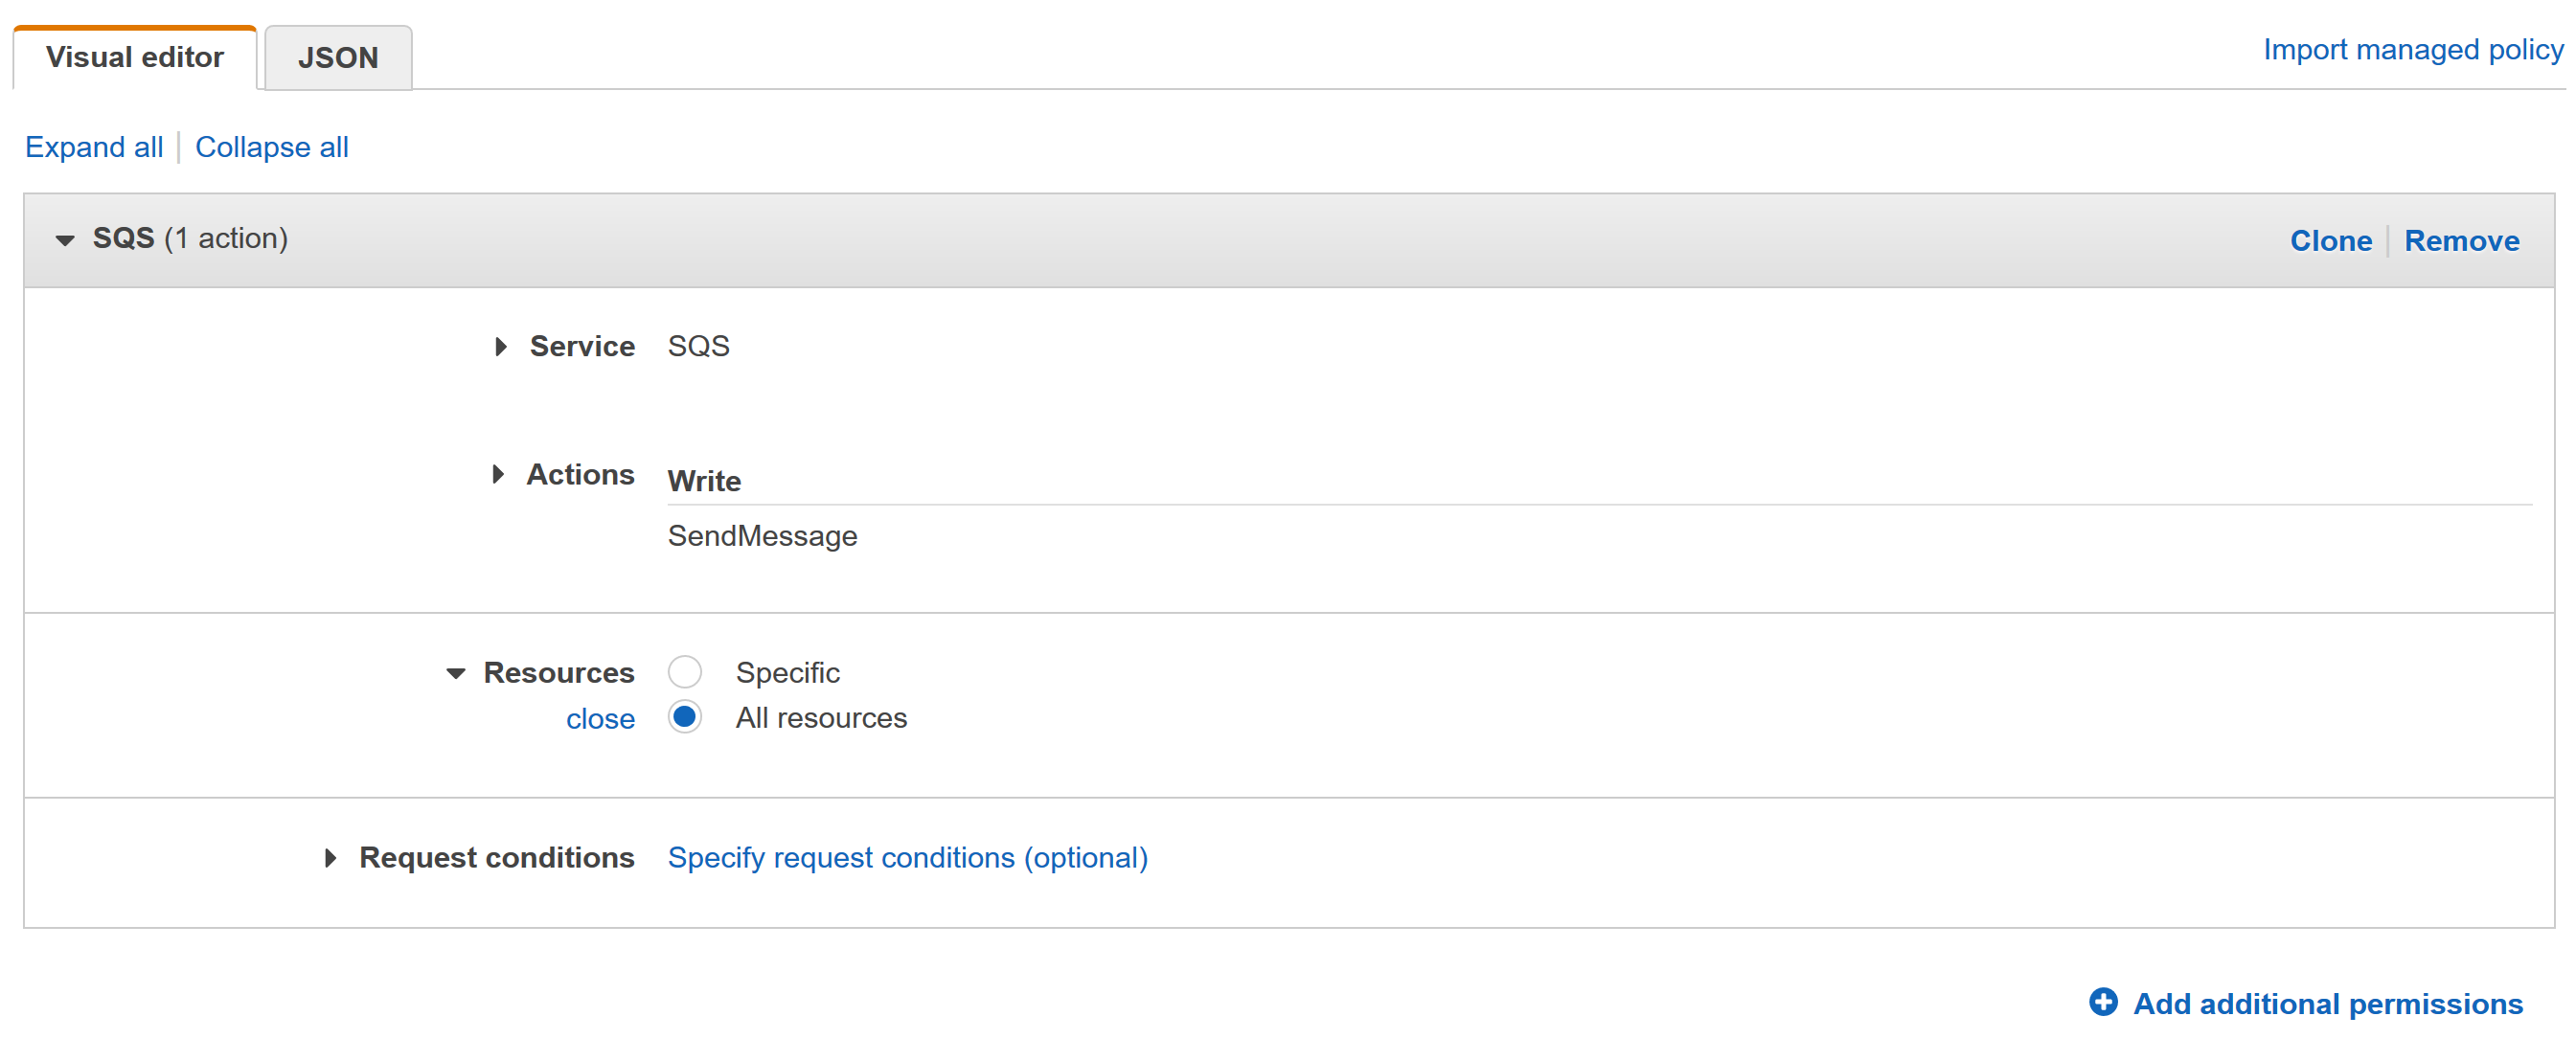 Visual editor JSON Import managed policy
Expand all Collapse all
SQS (1 action) Clone Remove
Service SQS
Actions Write
SendMessage
Resources Specific
close All resources
Request conditions Specify request conditions (optional)
Add additional permissions